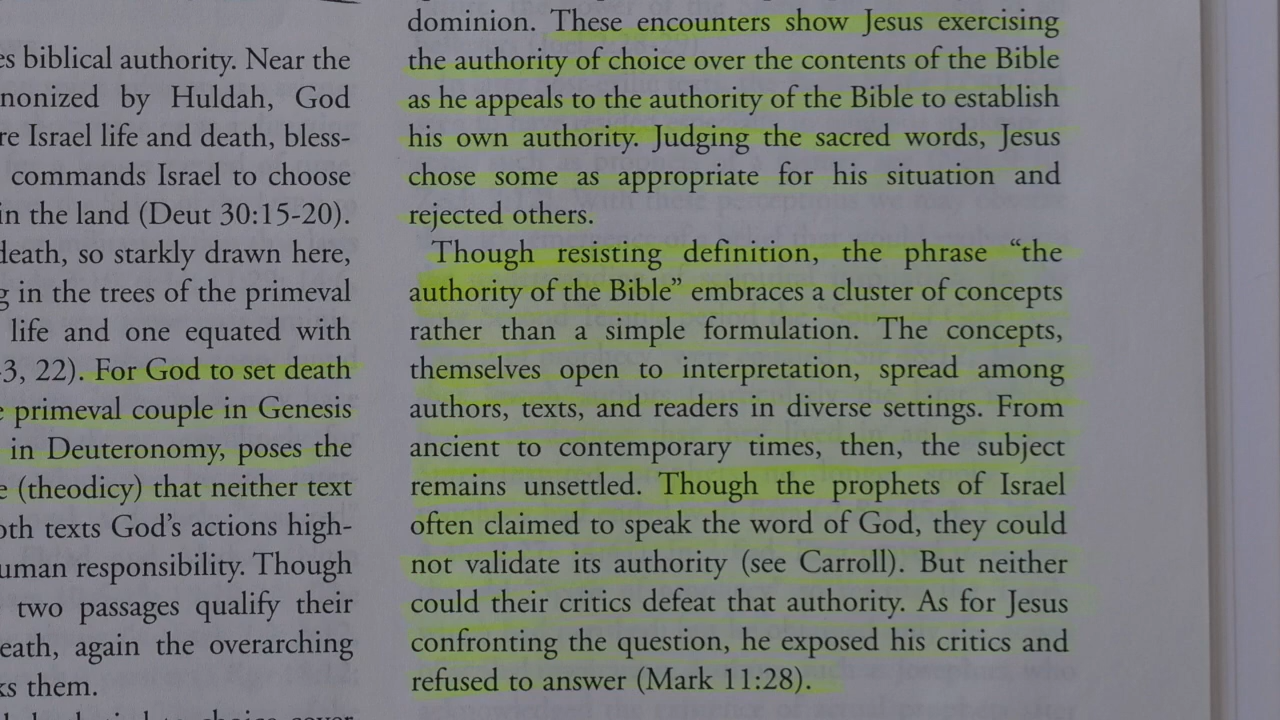 es biblical authority. Near the
nonized by Huldah, God
re Israel life and death, bless-
commands Israel to choose
in the land (Deut 30:15-20).
death, so starkly drawn here,
g in the trees of the primeval
life and one equated with
3, 22). For God to set death
e primeval couple in Genesis
in Deuteronomy, poses the
e (theodicy) that neither text
oth texts God's actions high-
uman responsibility. Though
two passages qualify their
eath, again the overarching
ks them.
dominion. These encounters show Jesus exercising
the authority of choice over the contents of the Bible
as he appeals to the authority of the Bible to establish
his own authority. Judging the sacred words, Jesus
chose some as appropriate for his situation and
rejected others.
Though resisting definition, the phrase “the
authority of the Bible” embraces a cluster of concepts
rather than a simple formulation. The concepts,
themselves open to interpretation, spread among
authors, texts, and readers in diverse settings. From
ancient to contemporary times, then, the subject
remains unsettled. Though the prophets of Israel
often claimed to speak the word of God, they could
not validate its authority (see Carroll). But neither
could their critics defeat that authority. As for Jesus
confronting the question, he exposed his critics and
refused to answer (Mark 11:28).